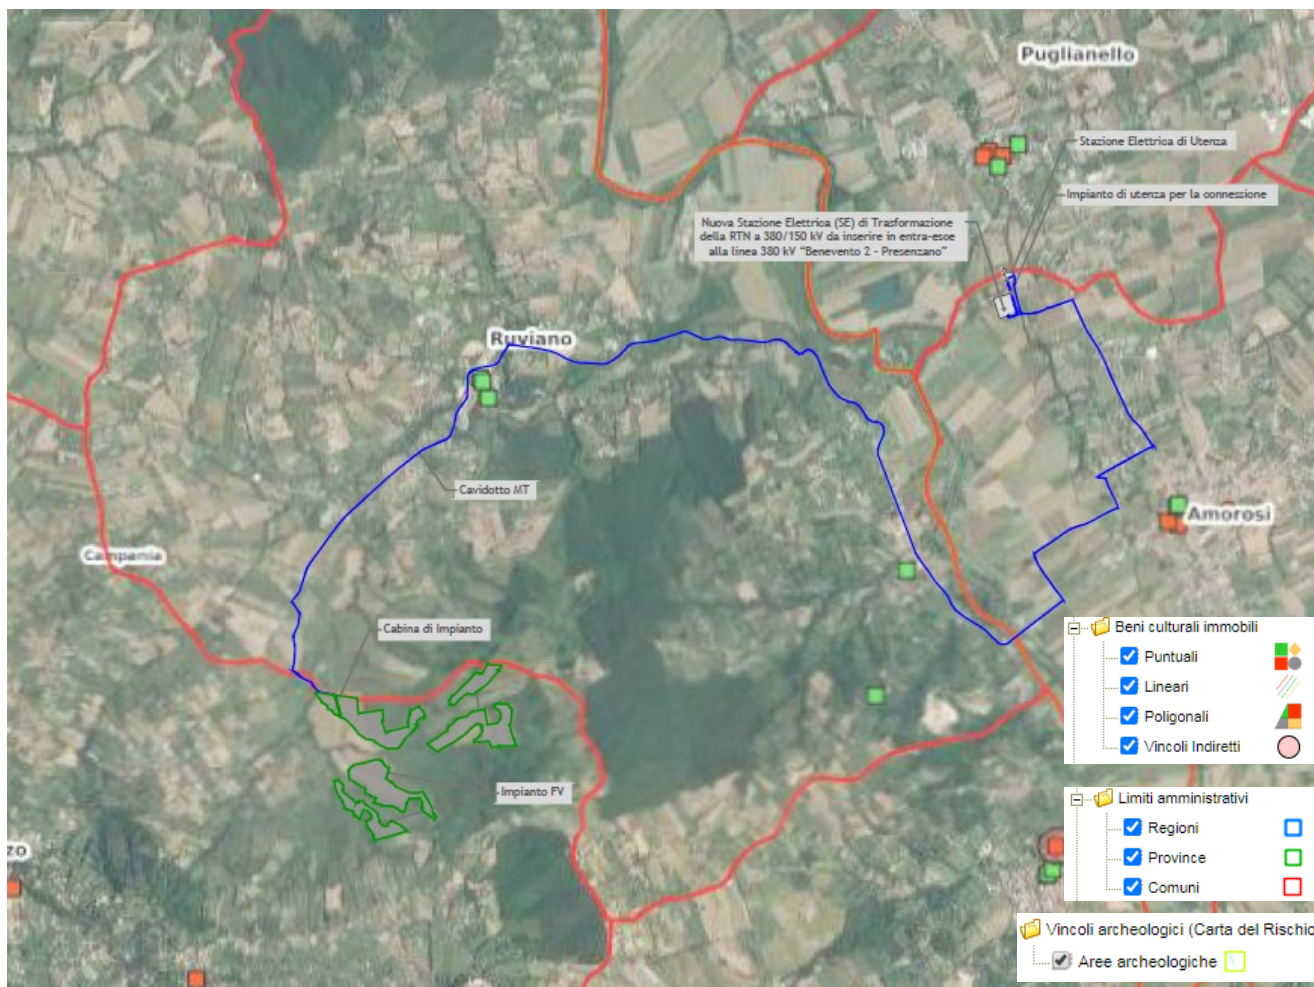 Puglianello
Stazione Elettrica di Utenza
Impianto di utenza per la connessione
Nuova Stazione Elettrica (SE) di Trasformazione
della RTN a 380/150 kV da inserire in entra-esce
alla linea 380 kV "Benevento 2 - Presenzano"
Ruviano
Cavidotto MT
Amorosi
Campania
Cabina di Impianto
Impianto FV
zo
Beni culturali immobili
Puntuali
Lineari
Poligonali
Vincoli Indiretti
Limiti amministrativi
Regioni
Province
Comuni
Vincoli archeologici (Carta del Rischio
Aree archeologiche